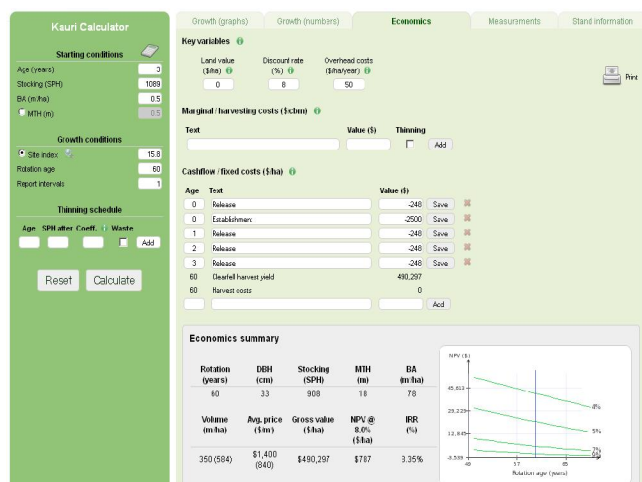 Kauri Calculator
Starting conditions
Age (years) 3
Stocking (SPH) 1089
BA (m²/ha) 0.5
MTH (m) 0.5
Growth conditions
Site index 15.8
Rotation age 60
Report intervals 1
Thinning schedule
Age SPH after Coeff. Waste
Add
Reset Calculate
Growth (graphs) Growth (numbers) Economics Measurements Stand information
Key variables
Land value ($/ha) Discount rate (%) Overhead costs ($/ha/year)
0 8 50
Print
Marginal / harvesting costs ($/cbm)
Text Value ($) Thinning
Add
Cashflow / fixed costs ($/ha)
Age Text Value ($)
0 Release -248 Save
0 Establishment -2500 Save
1 Release -248 Save
2 Release -248 Save
3 Release -248 Save
60 Clearfell harvest yield 490,297
60 Harvest costs 0
Add
Economics summary
Rotation (years) DBH (cm) Stocking (SPH) MTH (m) BA (m²/ha)
60 33 908 18 78
Volume (m³/ha) Avg. price ($/m³) Gross value ($/ha) NPV @ 8.0% ($/ha) IRR (%)
350 (584) $1,400 (840) $490,297 $787 8.35%
NPV ($)
4%
5%
7%
Rotation age (years)